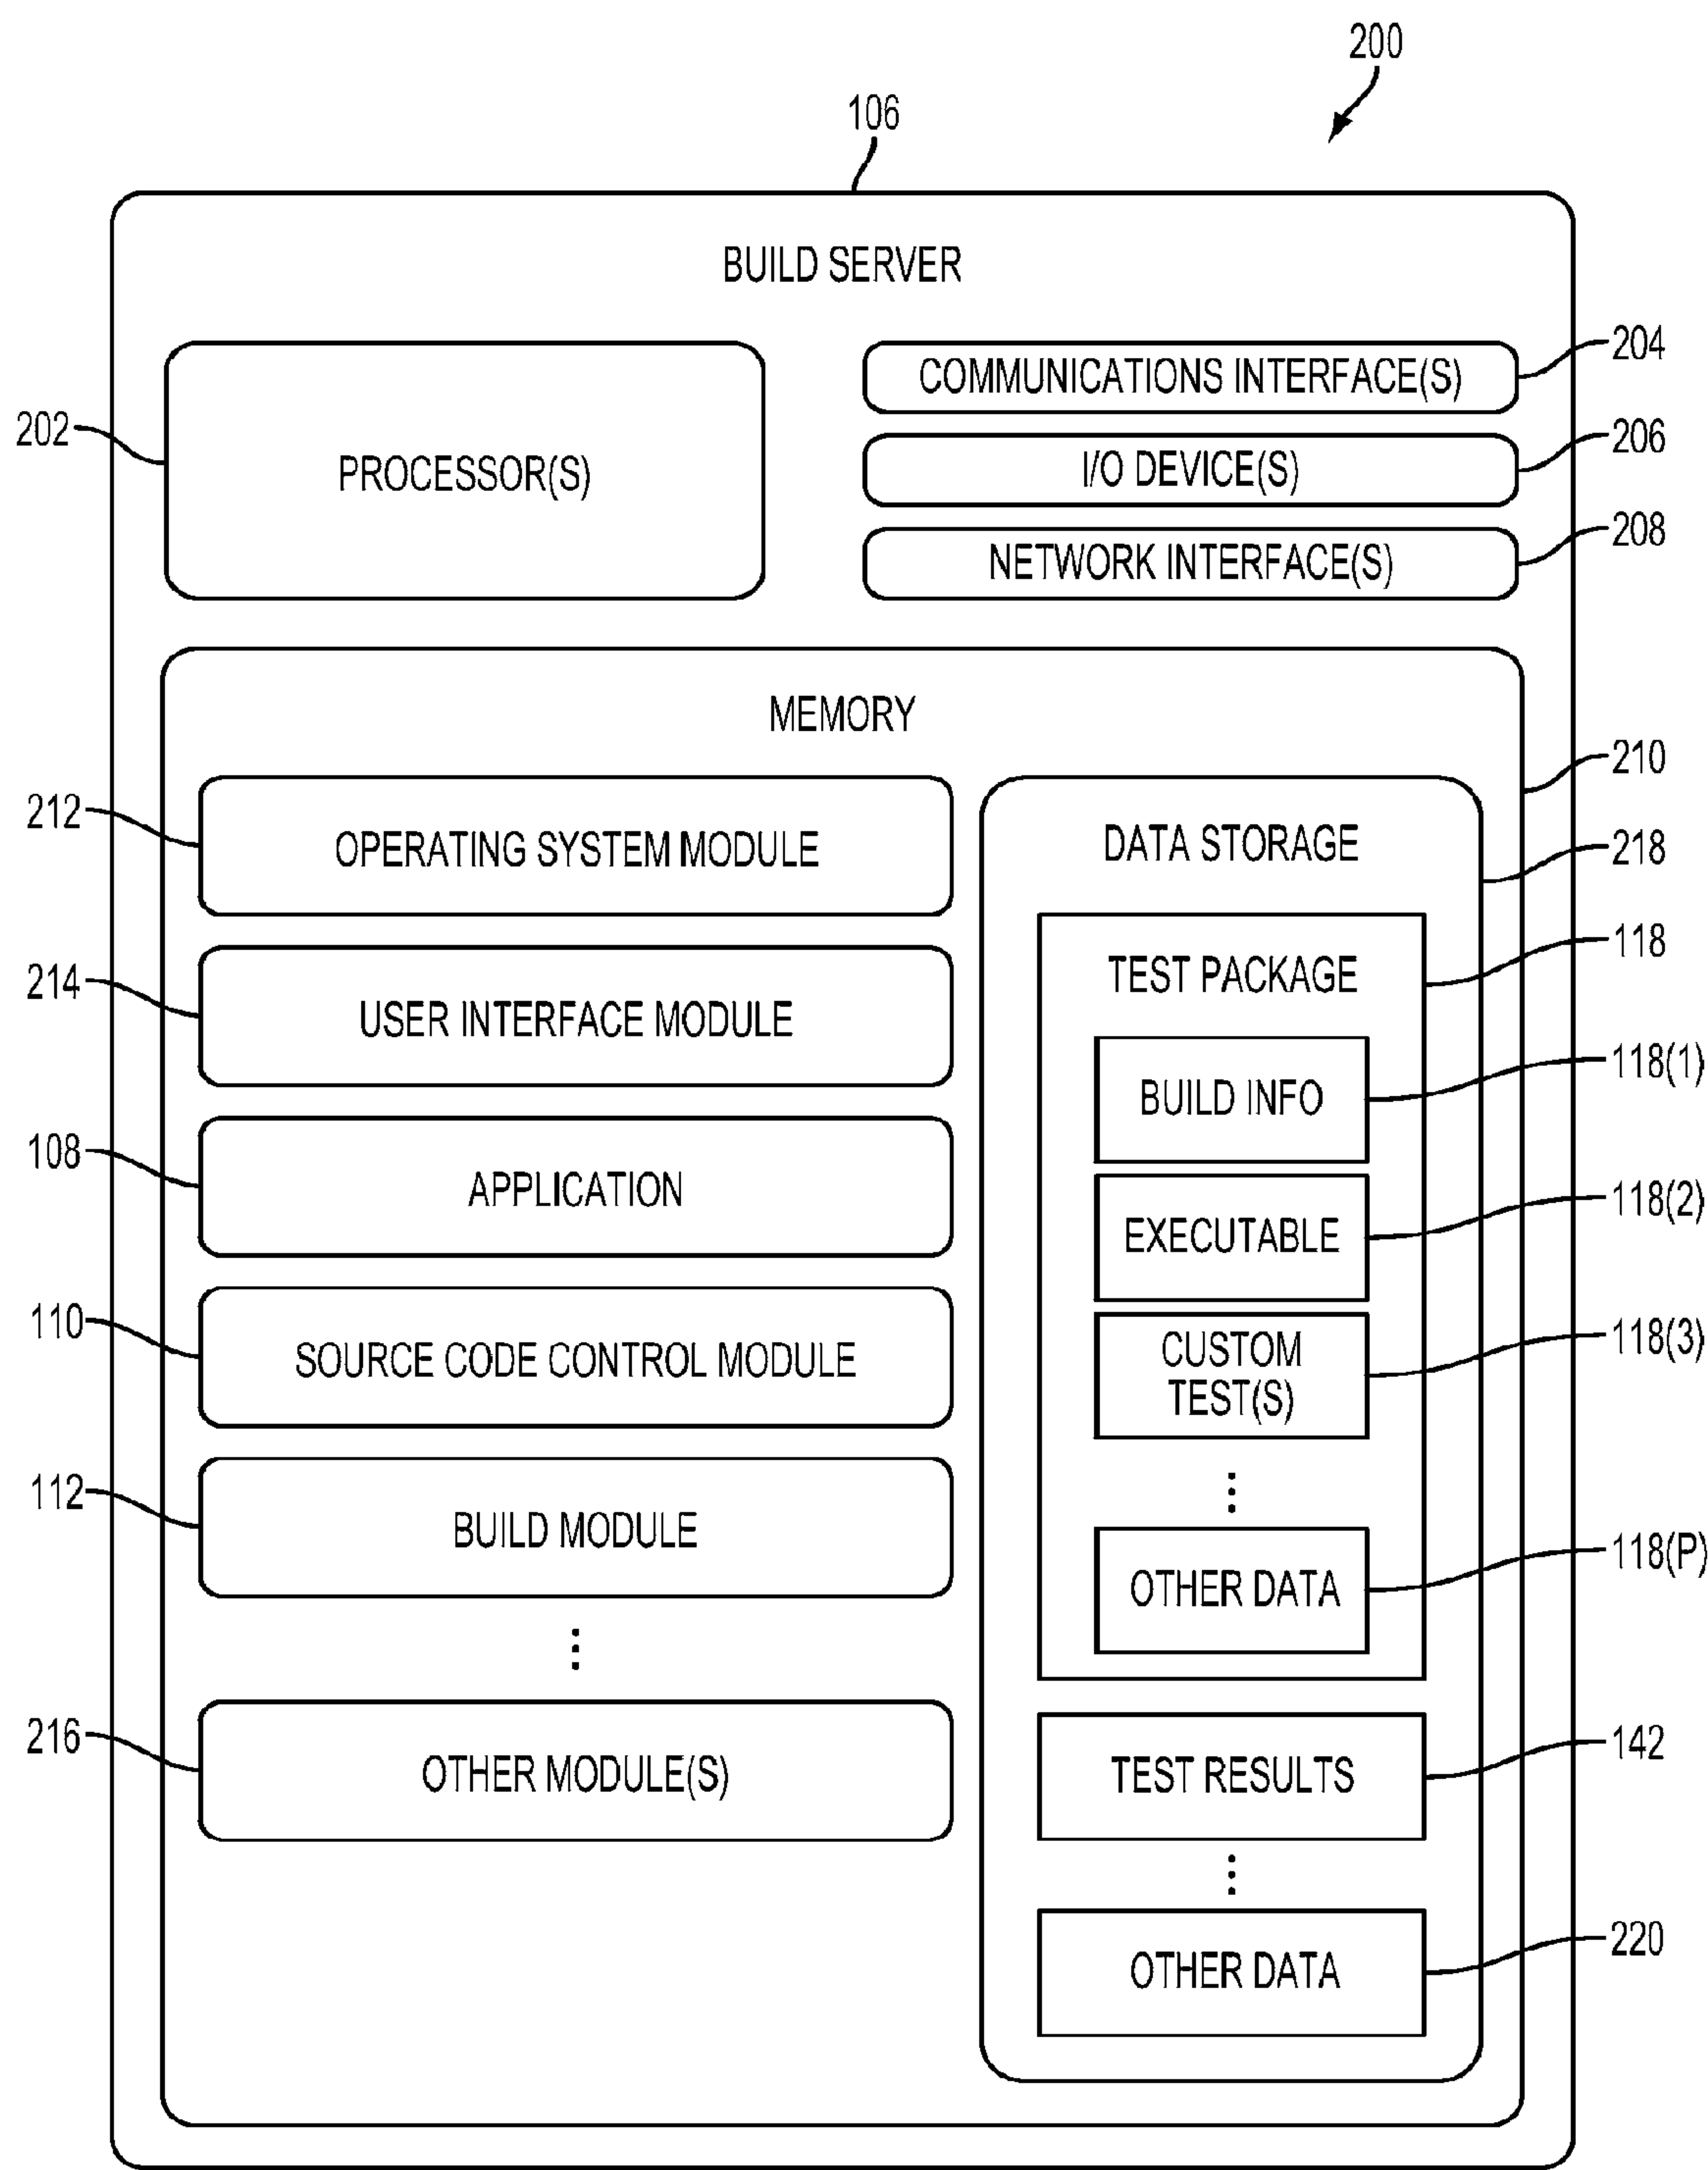 200
106
BUILD SERVER
202
PROCESSOR(S)
COMMUNICATIONS INTERFACE(S)
204
I/O DEVICE(S)
206
NETWORK INTERFACE(S)
208
MEMORY
210
212
OPERATING SYSTEM MODULE
214
USER INTERFACE MODULE
108
APPLICATION
110
SOURCE CODE CONTROL MODULE
112
BUILD MODULE
⋮
216
OTHER MODULE(S)
DATA STORAGE
218
TEST PACKAGE
118
BUILD INFO
118(1)
EXECUTABLE
118(2)
CUSTOM
TEST(S)
118(3)
⋮
OTHER DATA
118(P)
TEST RESULTS
142
⋮
OTHER DATA
220